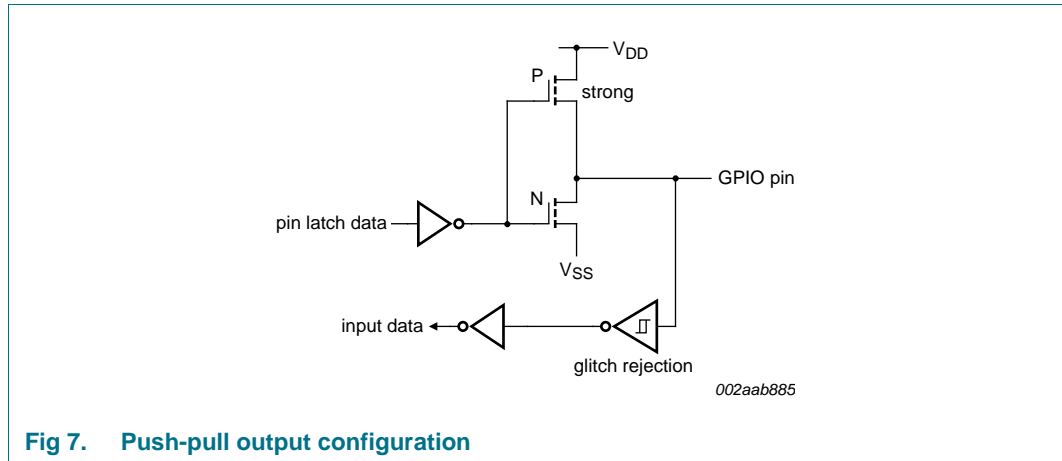 VDD
P
strong
N
GPIO pin
pin latch data
VSS
input data
glitch rejection
002aab885
Fig 7. Push-pull output configuration